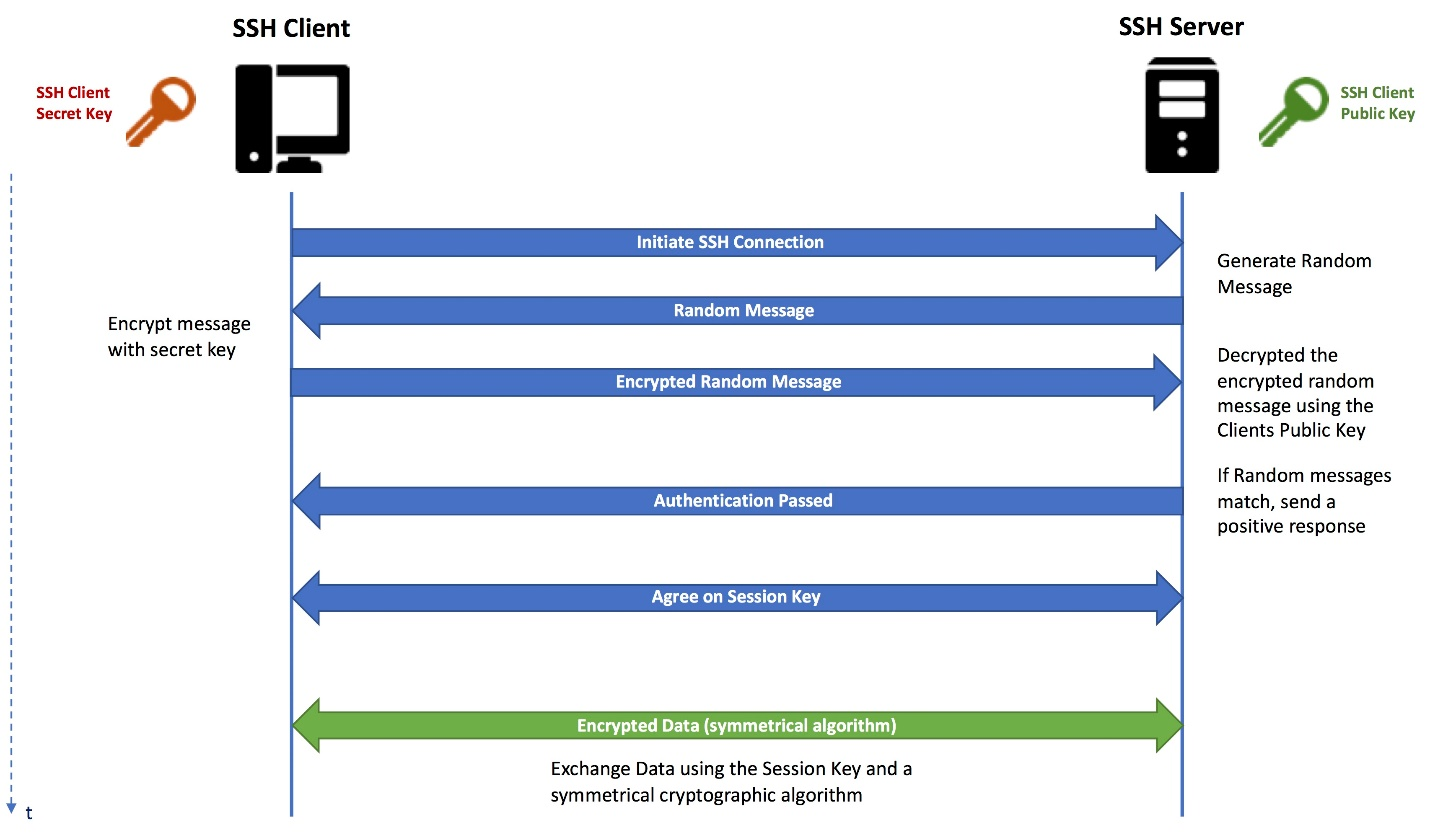 SSH Client
SSH Server
SSH Client
Secret Key
SSH Client
Public Key
Initiate SSH Connection
Generate Random
Message
Random Message
Encrypt message
with secret key
Encrypted Random Message
Decrypted the
encrypted random
message using the
Clients Public Key
If Random messages
match, send a
positive response
Authentication Passed
Agree on Session Key
Encrypted Data (symmetrical algorithm)
Exchange Data using the Session Key and a
symmetrical cryptographic algorithm
t